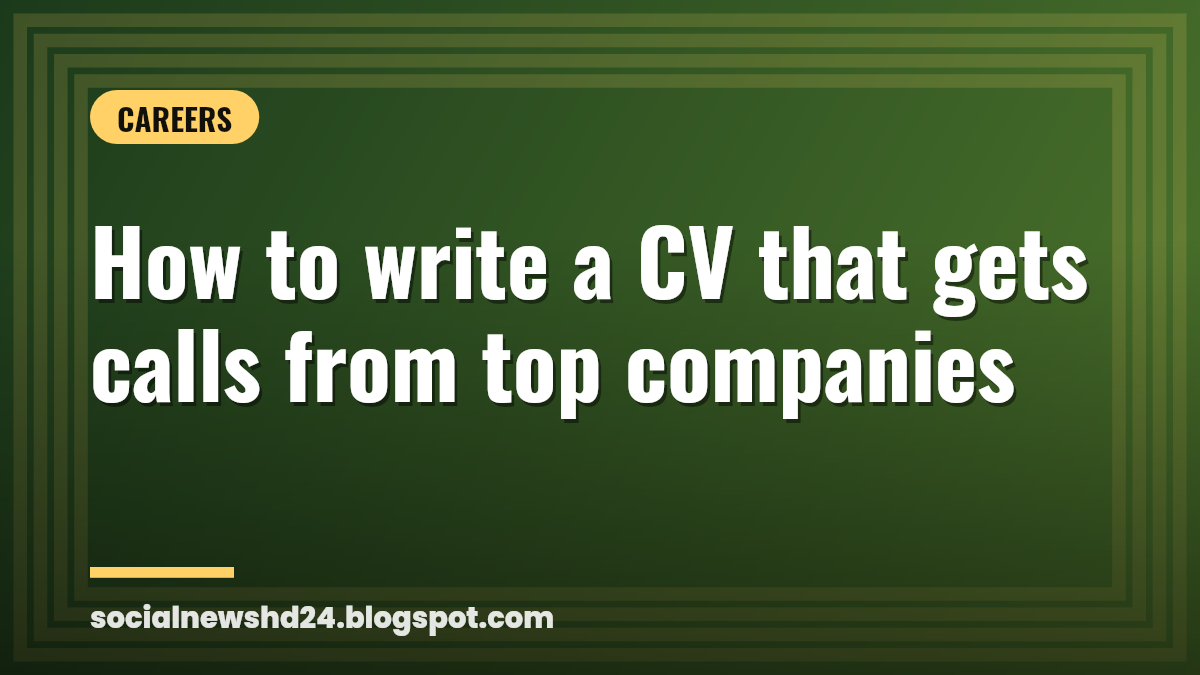 CAREERS
How to write a CV that gets
calls from top companies
socialnewshd24.blogspot.com